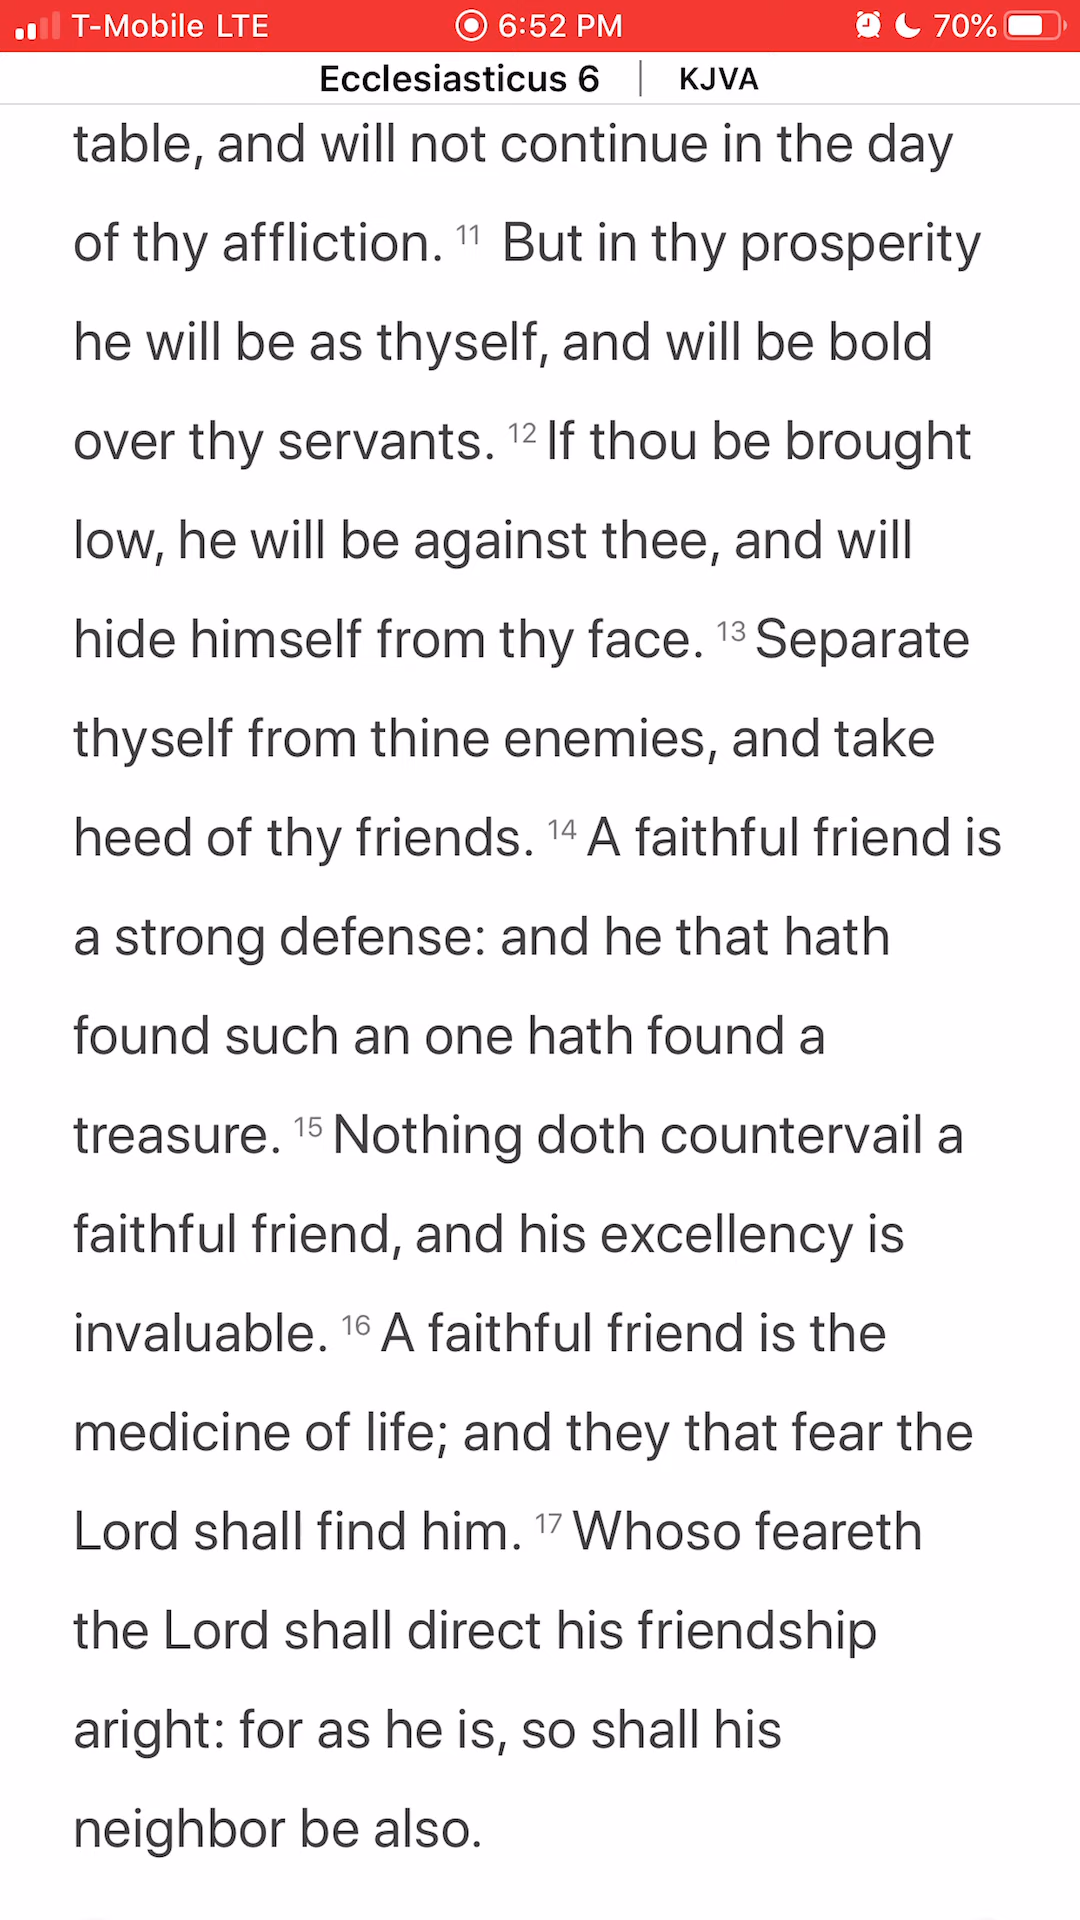 T-Mobile LTE 6:52 PM 70%
Ecclesiasticus 6 | KJVA
table, and will not continue in the day
of thy affliction. 11 But in thy prosperity
he will be as thyself, and will be bold
over thy servants. 12 If thou be brought
low, he will be against thee, and will
hide himself from thy face. 13 Separate
thyself from thine enemies, and take
heed of thy friends. 14 A faithful friend is
a strong defense: and he that hath
found such an one hath found a
treasure. 15 Nothing doth countervail a
faithful friend, and his excellency is
invaluable. 16 A faithful friend is the
medicine of life; and they that fear the
Lord shall find him. 17 Whoso feareth
the Lord shall direct his friendship
aright: for as he is, so shall his
neighbor be also.